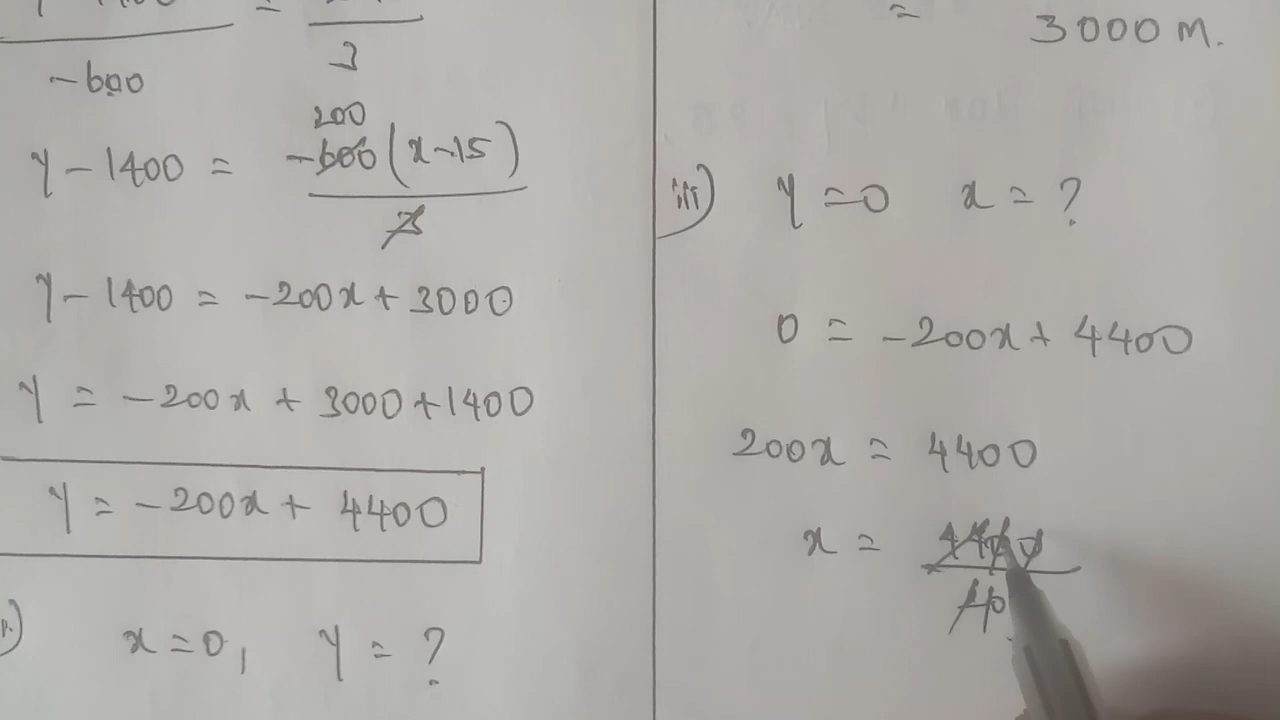 =
3
-600
200
y - 1400 = -600(x-15)
3
y - 1400 = -200x + 3000
y = -200x + 3000 + 1400
y = -200x + 4400
x = 0, y = ?
= 3000 m.
iii) y = 0 x = ?
0 = -200x + 4400
200x = 4400
x = 4400